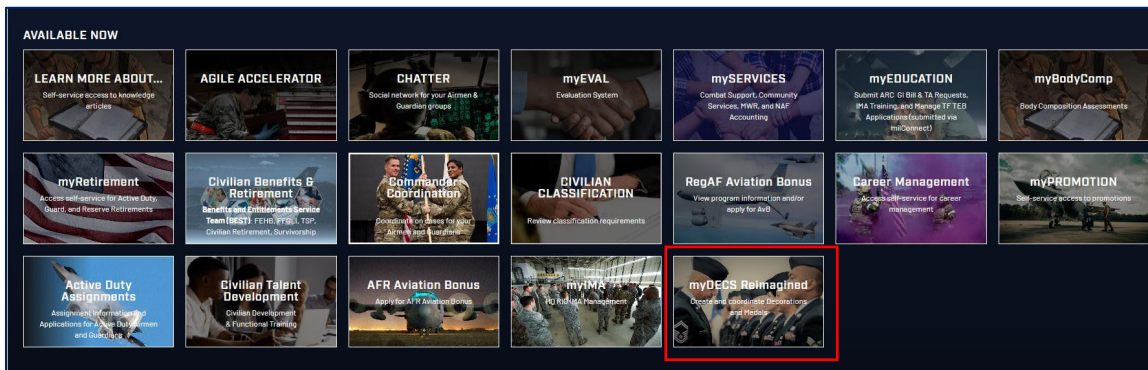 AVAILABLE NOW
LEARN MORE ABOUT...
Self-service access to knowledge
articles
AGILE ACCELERATOR
CHATTER
Social network for your Airmen &
Guardian groups
myEVAL
Evaluation System
mySERVICES
Combat Support, Community
Services, MWR, and NAF
Accounting
myEDUCATION
Submit ARC GI Bill & TA Requests,
IMA Training, and Manage TF TEB
Applications (submitted via
milConnect)
myBodyComp
Body Composition Assessments
myRetirement
Access self-service for Active Duty,
Guard, and Reserve Retirements
Civilian Benefits &
Retirement
Benefits and Entitlements Service
Team (BEST): FEHB, FEGLI, TSP,
Civilian Retirement, Survivorship
Commander
Coordination
Coordinate on cases for your
Airmen and Guardians
CIVILIAN
CLASSIFICATION
Review classification requirements
RegAF Aviation Bonus
View program information and/or
apply for AvB
Career Management
Access self-service for career
management
myPROMOTION
Self-service access to promotions
Active Duty
Assignments
Assignment Information and
Applications for Active Duty Airmen
and Guardians
Civilian Talent
Development
Civilian Development
& Functional Training
AFR Aviation Bonus
Apply for AFR Aviation Bonus
myIMA
HQ RIO IMA Management
myDECS Reimagined
Create and coordinate Decorations
and Medals